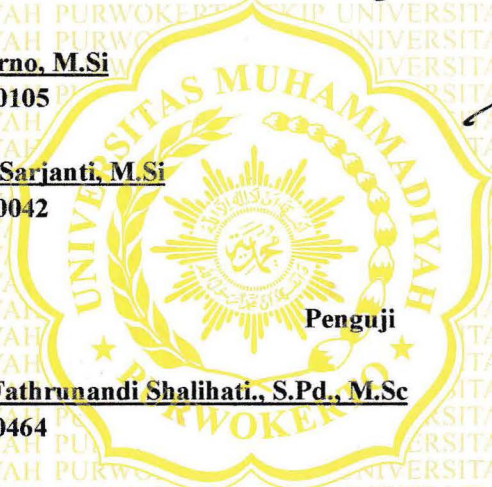 rno, M.Si
0105
Sarjanti, M.Si
0042
Penguji
Fathrunandi Shalihati., S.Pd., M.Sc
0464
UNIVERSITAS MUHAMMADIYAH
PURWOKERTO